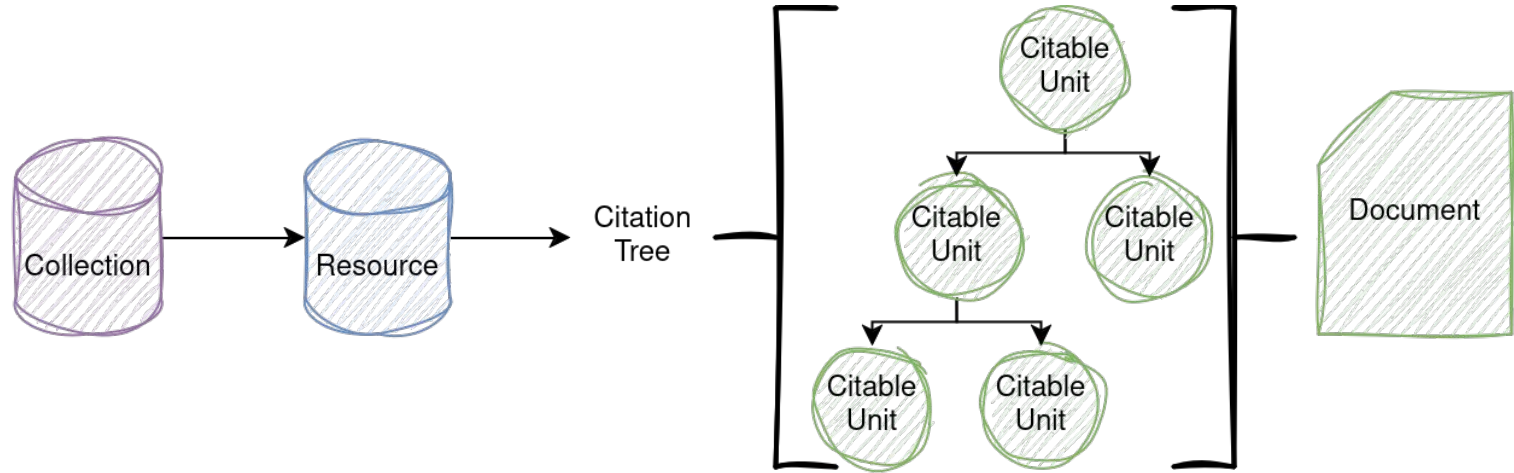 Collection
Resource
Citation
Tree
Citable
Unit
Citable
Unit
Citable
Unit
Citable
Unit
Citable
Unit
Document